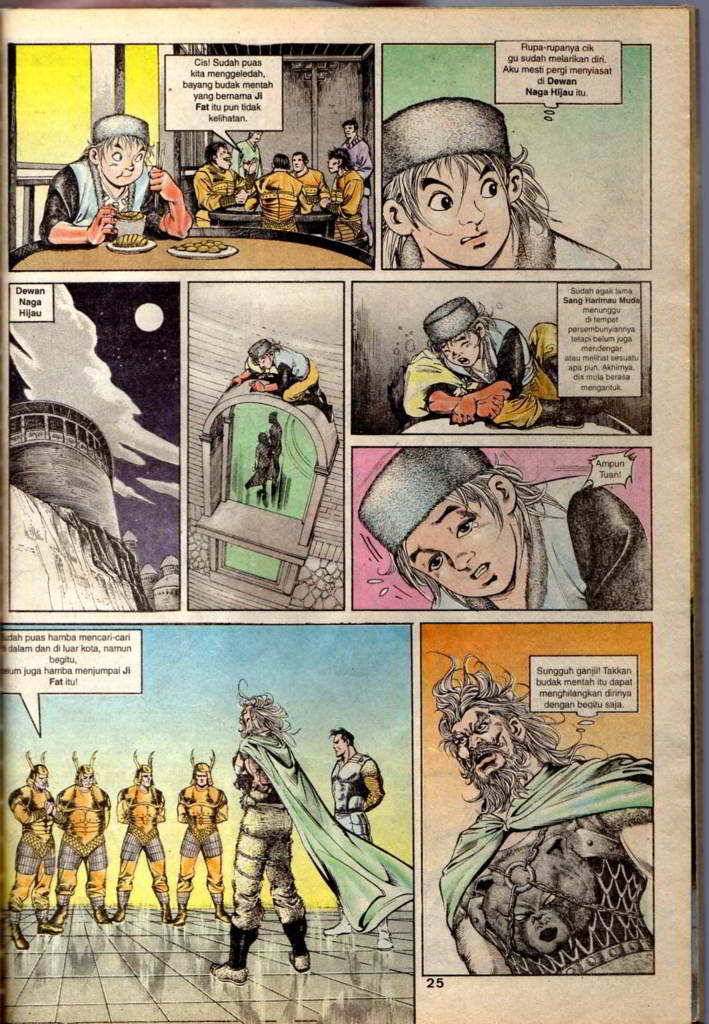 Cis! Sudah puas
kita menggeledah,
bayang budak mentah
yang bernama Ji
Fat itu pun tidak
kelihatan.
Rupa-rupanya cik
gu sudah melarikan diri.
Aku mesti pergi menyiasat
di Dewan
Naga Hijau itu.
Dewan
Naga
Hijau
Sudah agak lama
Sang Harimau Muda
menunggu
di tempat
persembunyiannya
tetapi belum juga
mendengar
atau melihat sesuatu
apa pun. Akhirnya,
dia mula berasa
mengantuk.
Ampun
Tuan!
udah puas hamba mencari-cari
dalam dan di luar kota, namun
begitu,
elum juga hamba menjumpai Ji
Fat itu!
Sungguh ganjil! Takkan
budak mentah itu dapat
menghilangkan dirinya
dengan begitu saja.
25